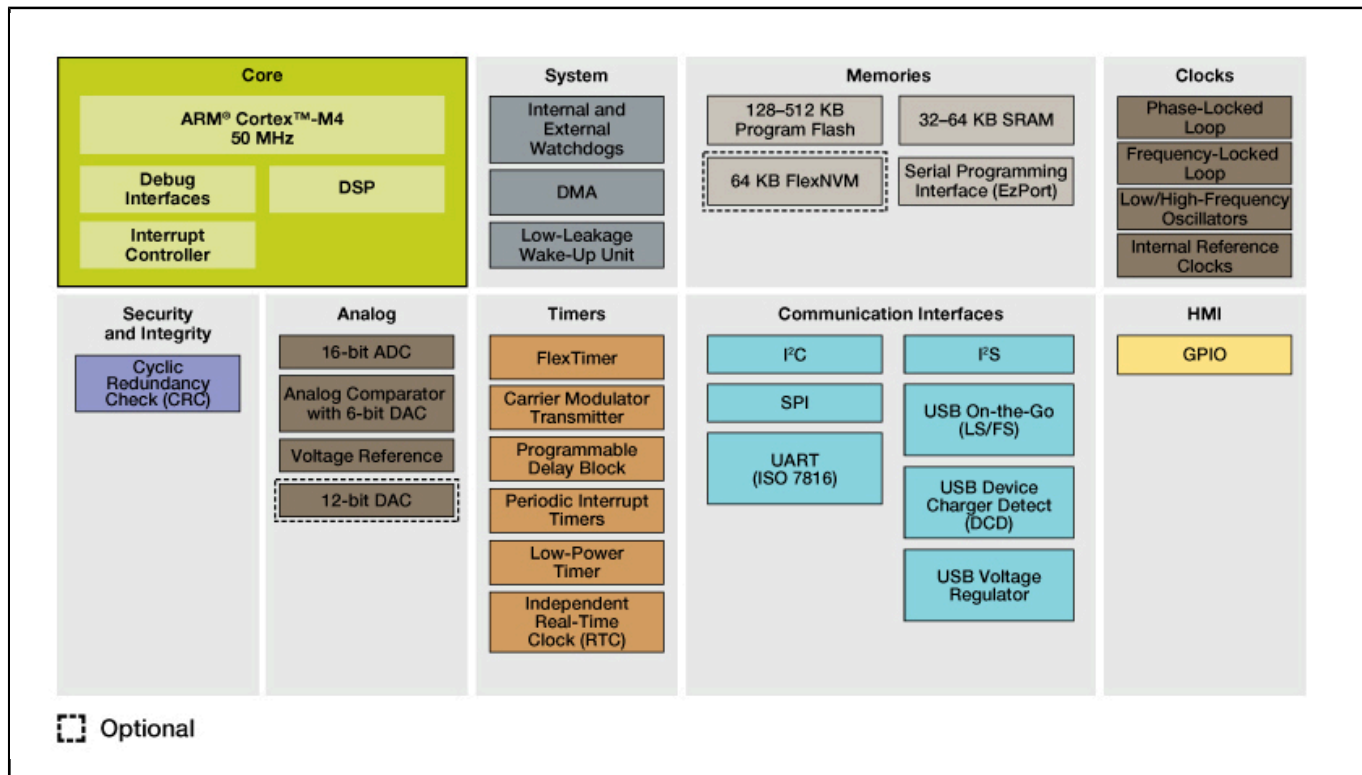 Core
ARM® Cortex™-M4
50 MHz
Debug
Interfaces
DSP
Interrupt
Controller
System
Internal and
External
Watchdogs
DMA
Low-Leakage
Wake-Up Unit
Memories
128–512 KB
Program Flash
32–64 KB SRAM
64 KB FlexNVM
Serial Programming
Interface (EzPort)
Clocks
Phase-Locked
Loop
Frequency-Locked
Loop
Low/High-Frequency
Oscillators
Internal Reference
Clocks
Security
and Integrity
Cyclic
Redundancy
Check (CRC)
Analog
16-bit ADC
Analog Comparator
with 6-bit DAC
Voltage Reference
12-bit DAC
Timers
FlexTimer
Carrier Modulator
Transmitter
Programmable
Delay Block
Periodic Interrupt
Timers
Low-Power
Timer
Independent
Real-Time
Clock (RTC)
Communication Interfaces
I²C
I²S
SPI
USB On-the-Go
(LS/FS)
UART
(ISO 7816)
USB Device
Charger Detect
(DCD)
USB Voltage
Regulator
HMI
GPIO
Optional